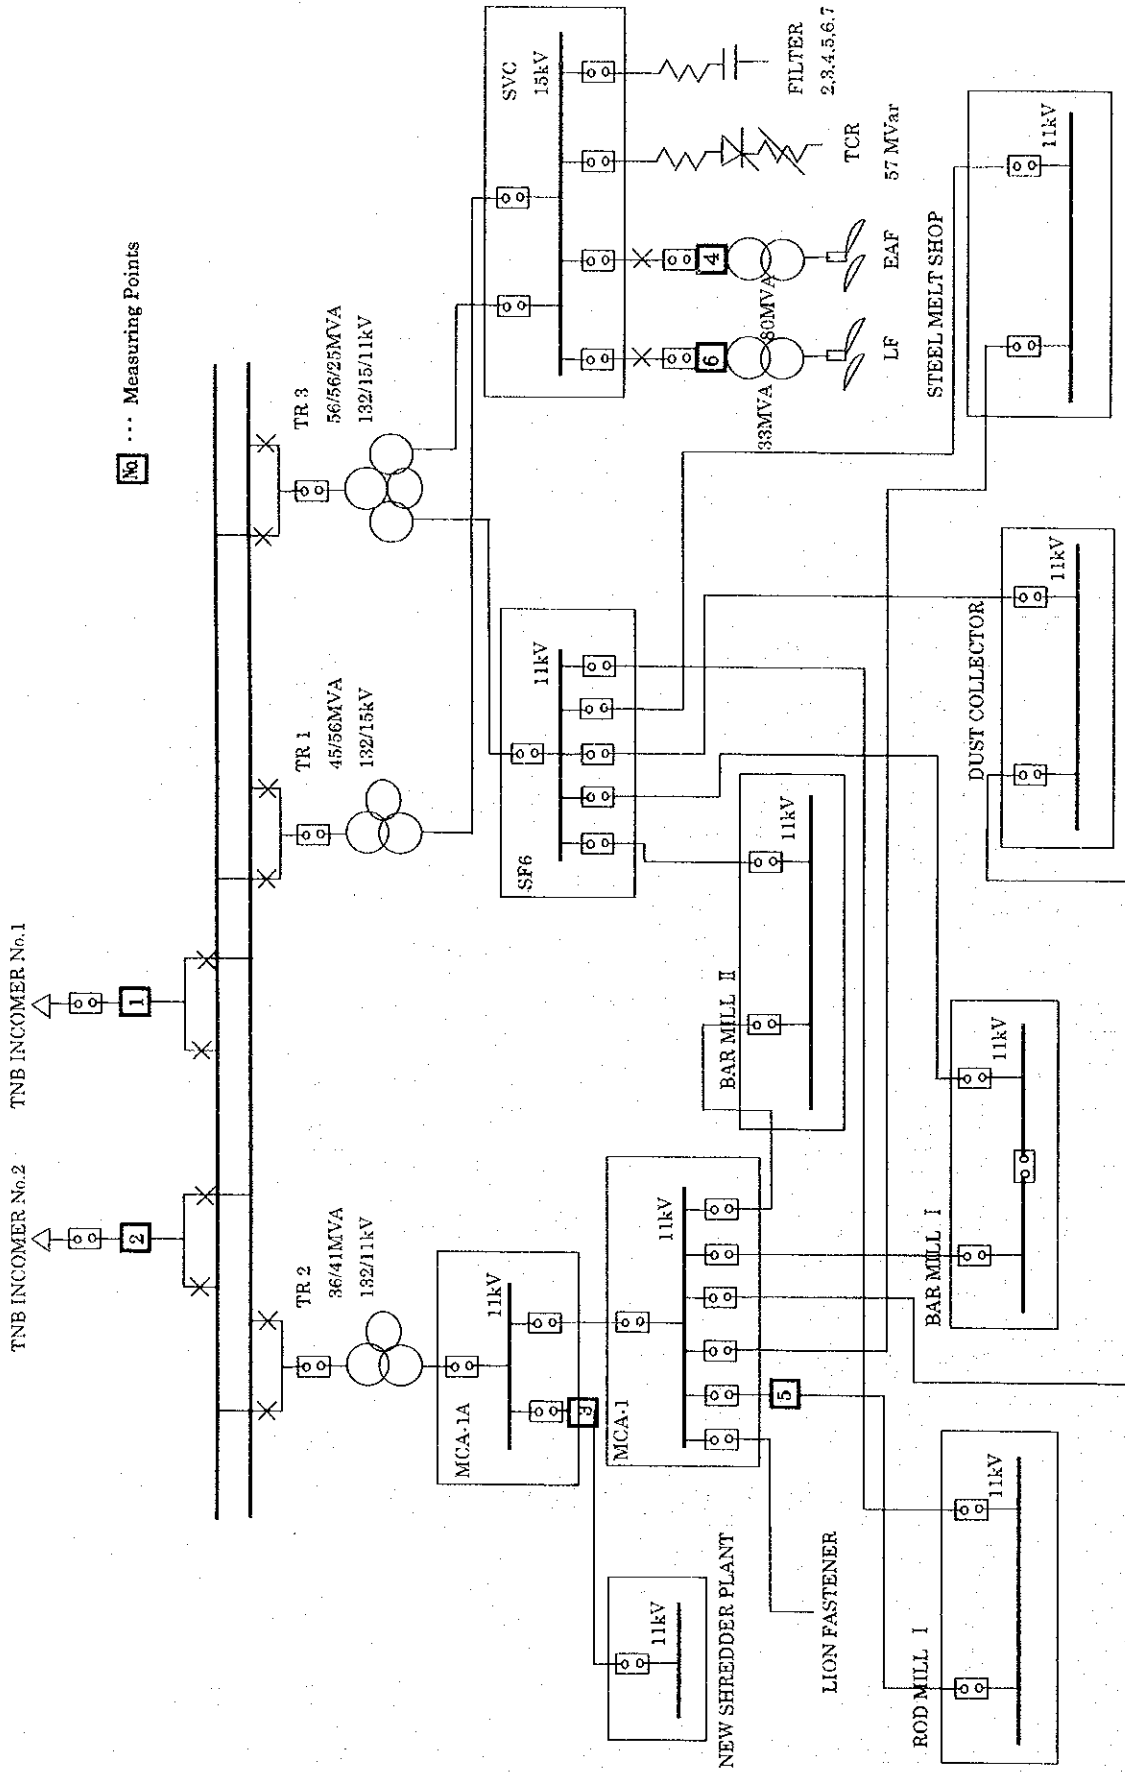 TNB INCOMER No.2
TNB INCOMER No.1
No. ··· Measuring Points
2
1
TR 2
36/41MVA
132/11kV
TR 1
45/56MVA
132/15kV
TR 3
56/56/25MVA
132/15/11kV
MCA-1A
11kV
3
SF6
11kV
SVC
15kV
MCA-1
11kV
5
6
4
33MVA
80MVA
LF
EAF
TCR
57 MVar
FILTER
2,3,4,5,6,7
NEW SHREDDER PLANT
11kV
LION FASTENER
BAR MILL II
11kV
ROD MILL I
11kV
BAR MILL I
11kV
DUST COLLECTOR
11kV
STEEL MELT SHOP
11kV